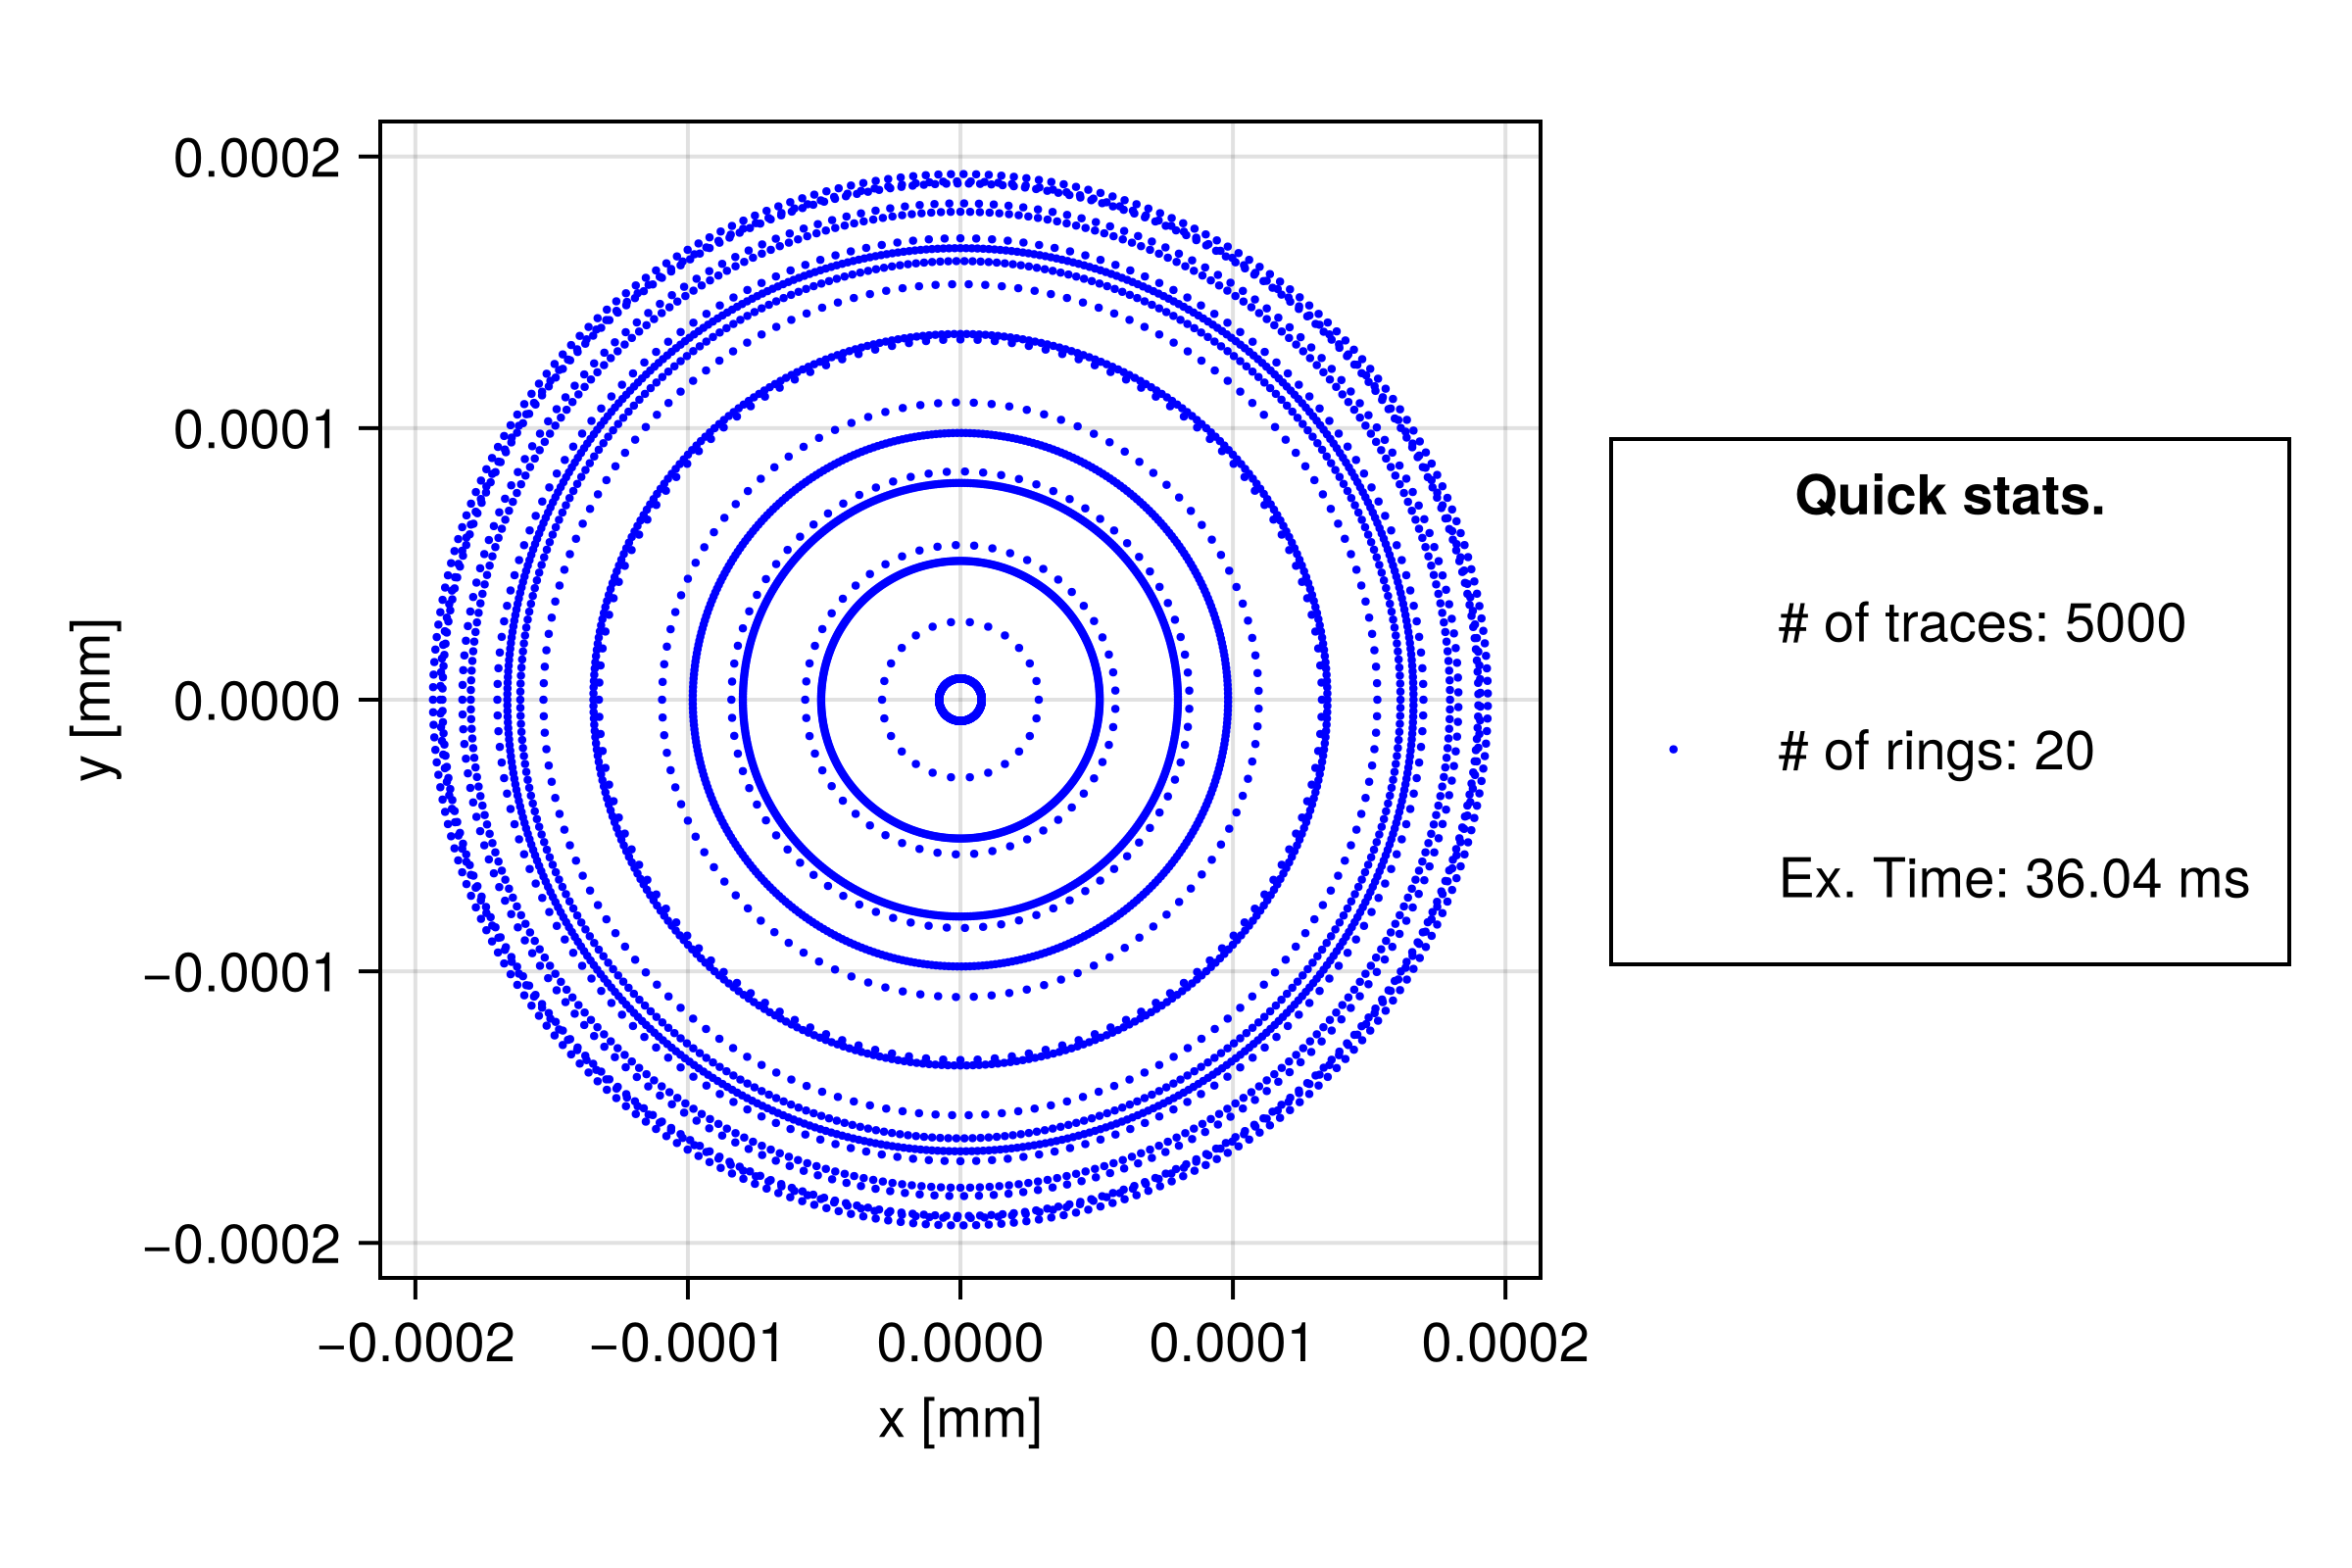 0.0002
0.0001
0.0000
−0.0001
−0.0002
y [mm]
−0.0002 −0.0001 0.0000 0.0001 0.0002
x [mm]
Quick stats.
# of traces: 5000
# of rings: 20
Ex. Time: 36.04 ms